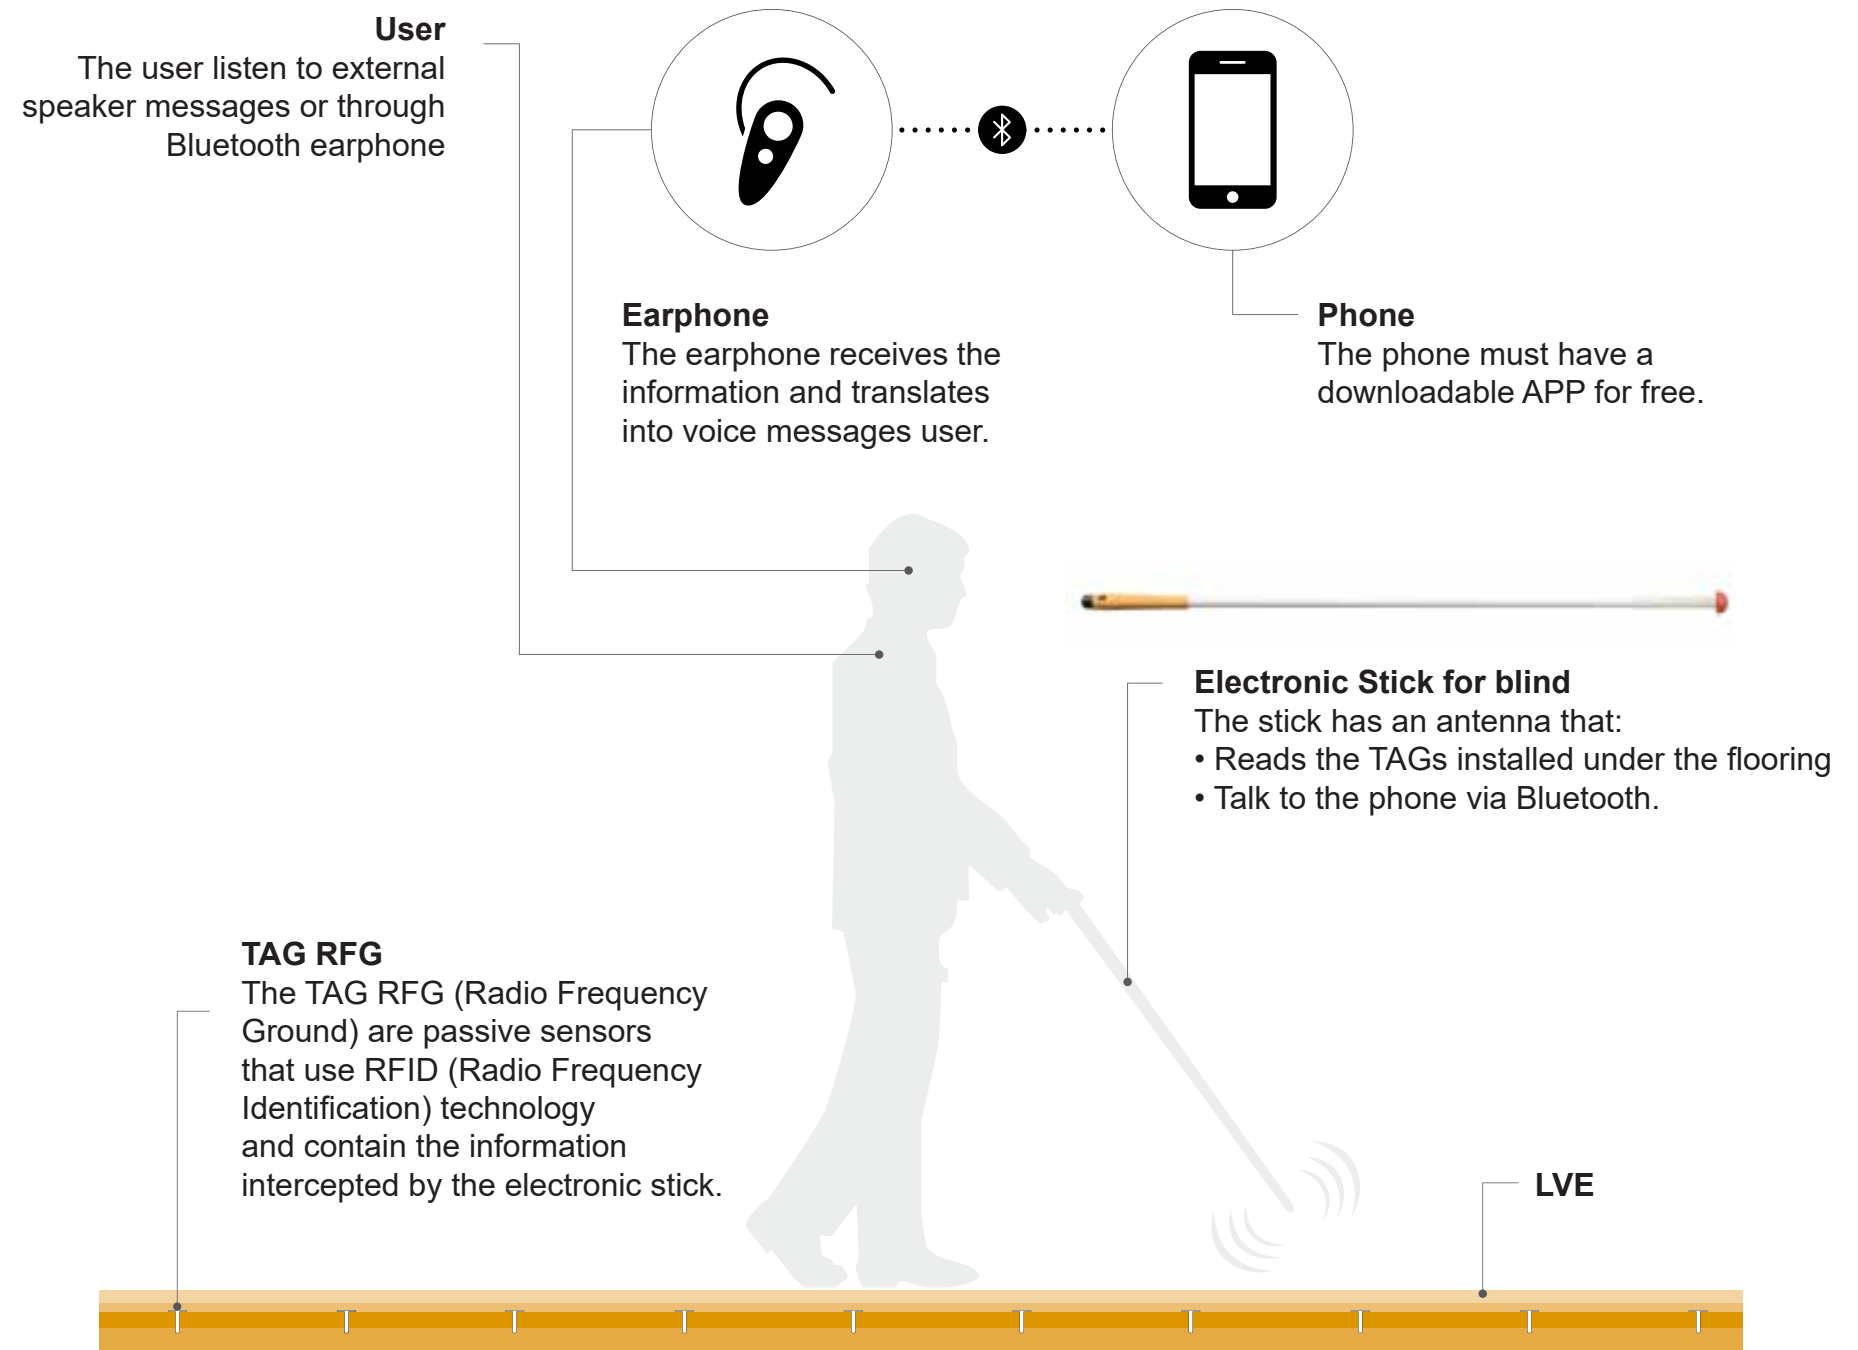 User
The user listen to external
speaker messages or through
Bluetooth earphone
Earphone
The earphone receives the
information and translates
into voice messages user.
Phone
The phone must have a
downloadable APP for free.
Electronic Stick for blind
The stick has an antenna that:
• Reads the TAGs installed under the flooring
• Talk to the phone via Bluetooth.
TAG RFG
The TAG RFG (Radio Frequency
Ground) are passive sensors
that use RFID (Radio Frequency
Identification) technology
and contain the information
intercepted by the electronic stick.
LVE